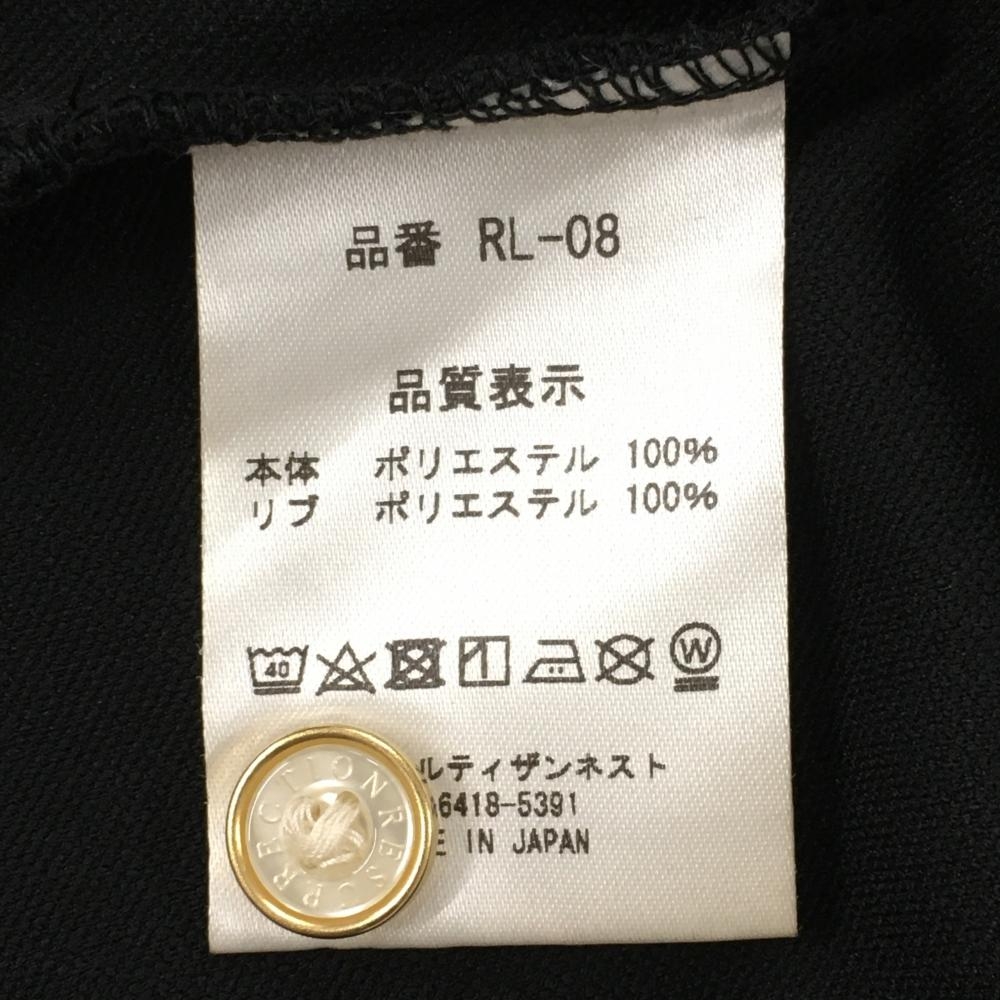 品番 RL-08
品質表示
本体 ポリエステル 100%
リブ ポリエステル 100%
40
W
ルティザンネスト
6418-5391
E IN JAPAN
RESURRECTION